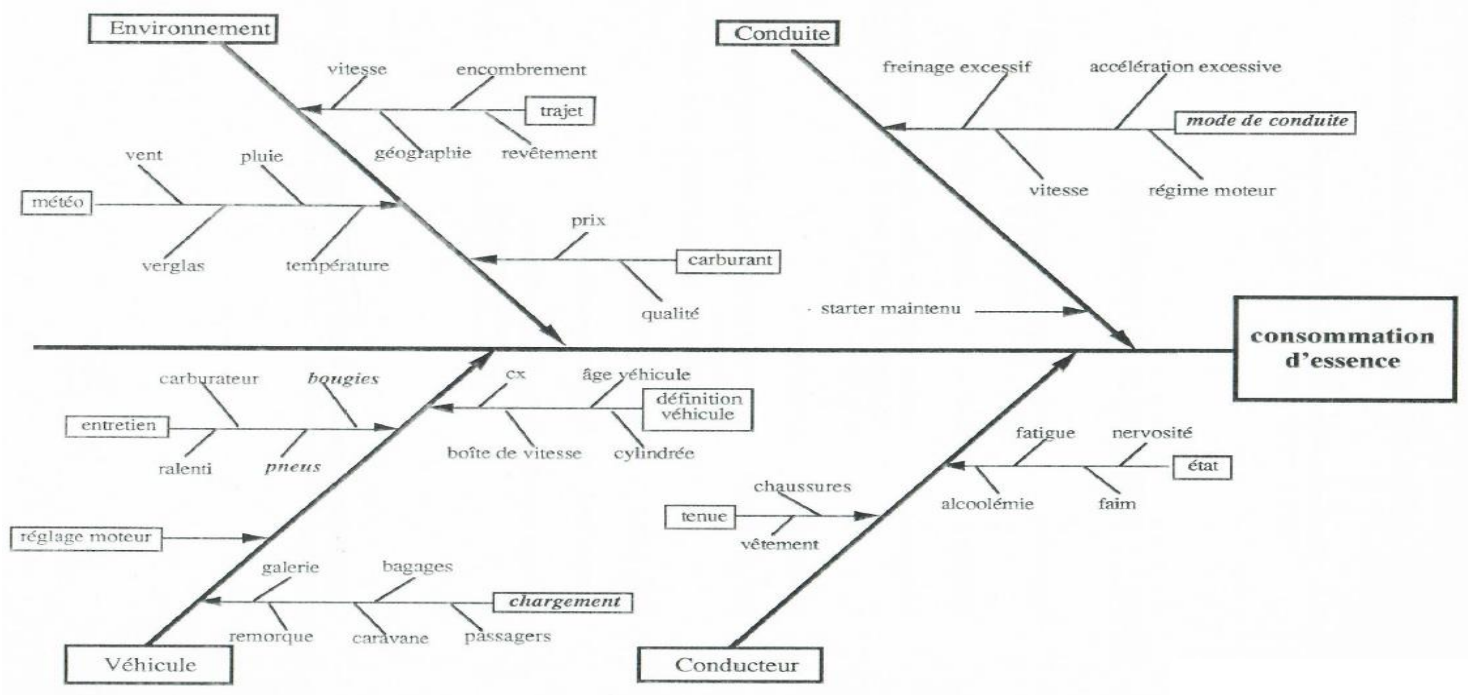 Environnement
Conduite
vitesse
encombrement
trajet
géographie
revêtement
freinage excessif
accélération excessive
mode de conduite
vitesse
régime moteur
vent
pluie
météo
verglas
température
prix
carburant
qualité
starter maintenu
consommation
d'essence
carburateur
bougies
entretien
ralenti
pneus
cx
âge véhicule
définition
véhicule
boîte de vitesse
cylindrée
fatigue
nervosité
état
alcoolémie
faim
chaussures
tenue
vêtement
réglage moteur
galerie
bagages
chargement
remorque
caravane
passagers
Véhicule
Conducteur